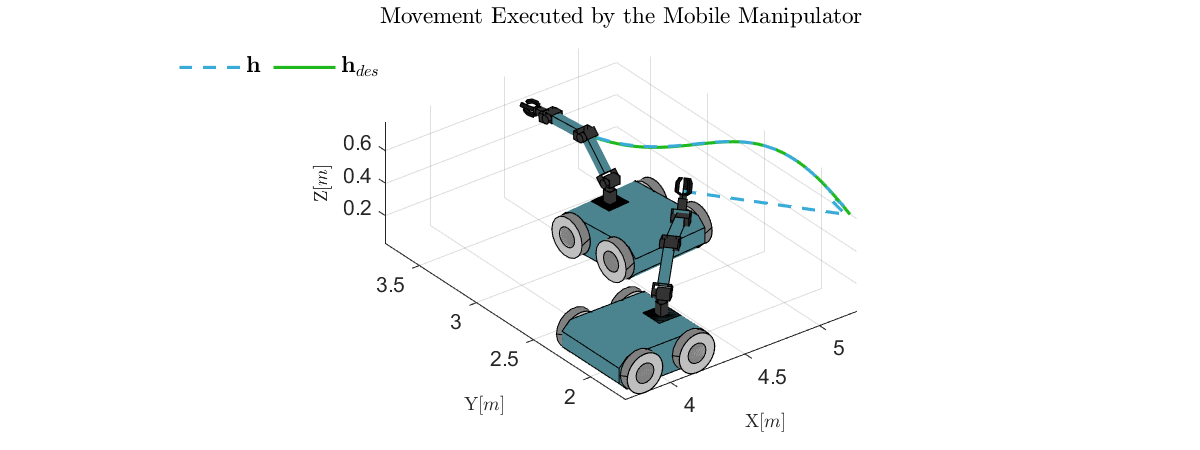 Movement Executed by the Mobile Manipulator
h h_des
0.6
0.4
0.2
Z[m]
3.5
3
2.5
2
Y[m]
4
4.5
5
X[m]